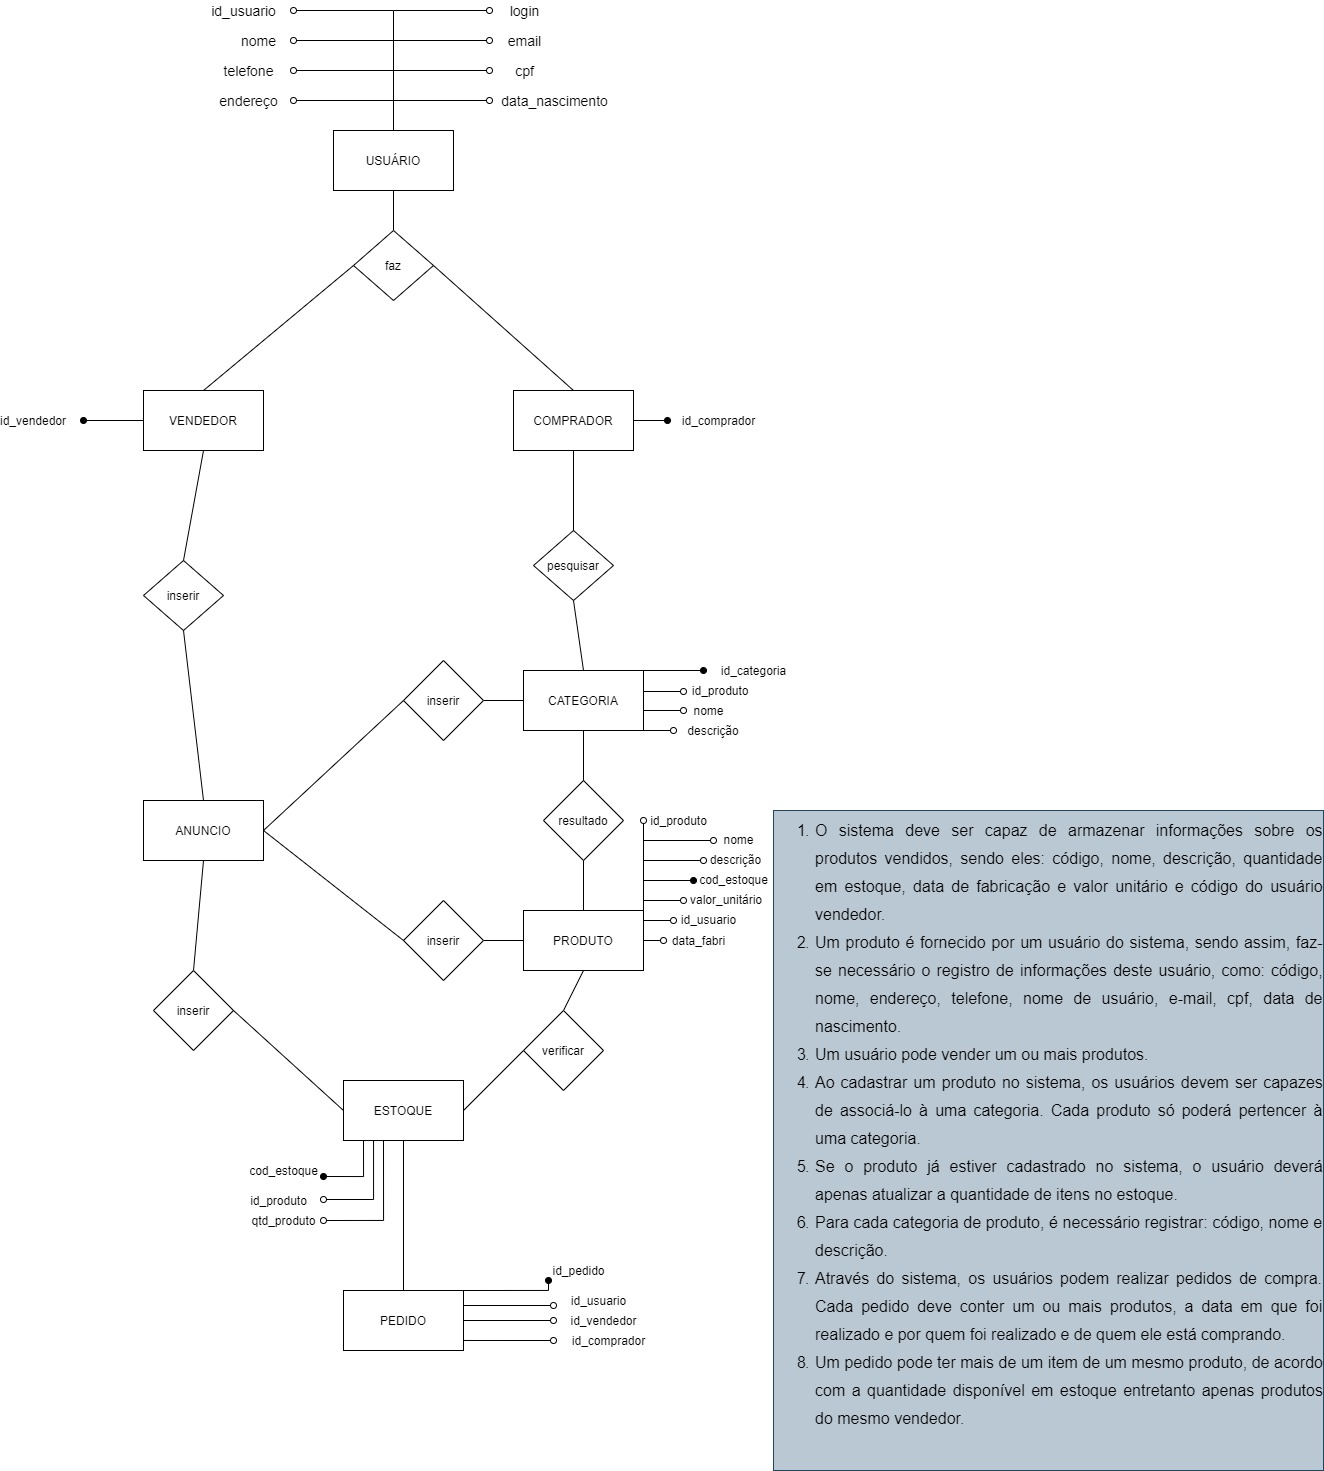 id_usuario
login
nome
email
telefone
cpf
endereço
data_nascimento
USUÁRIO
faz
id_vendedor
VENDEDOR
COMPRADOR
id_comprador
inserir
pesquisar
inserir
CATEGORIA
id_categoria
id_produto
nome
descrição
ANUNCIO
resultado
id_produto
nome
descrição
cod_estoque
valor_unitário
id_usuario
data_fabri
inserir
PRODUTO
inserir
verificar
ESTOQUE
cod_estoque
id_produto
qtd_produto
PEDIDO
id_pedido
id_usuario
id_vendedor
id_comprador
1. O sistema deve ser capaz de armazenar informações sobre os
produtos vendidos, sendo eles: código, nome, descrição, quantidade
em estoque, data de fabricação e valor unitário e código do usuário
vendedor.
2. Um produto é fornecido por um usuário do sistema, sendo assim, faz-
se necessário o registro de informações deste usuário, como: código,
nome, endereço, telefone, nome de usuário, e-mail, cpf, data de
nascimento.
3. Um usuário pode vender um ou mais produtos.
4. Ao cadastrar um produto no sistema, os usuários devem ser capazes
de associá-lo à uma categoria. Cada produto só poderá pertencer à
uma categoria.
5. Se o produto já estiver cadastrado no sistema, o usuário deverá
apenas atualizar a quantidade de itens no estoque.
6. Para cada categoria de produto, é necessário registrar: código, nome e
descrição.
7. Através do sistema, os usuários podem realizar pedidos de compra.
Cada pedido deve conter um ou mais produtos, a data em que foi
realizado e por quem foi realizado e de quem ele está comprando.
8. Um pedido pode ter mais de um item de um mesmo produto, de acordo
com a quantidade disponível em estoque entretanto apenas produtos
do mesmo vendedor.